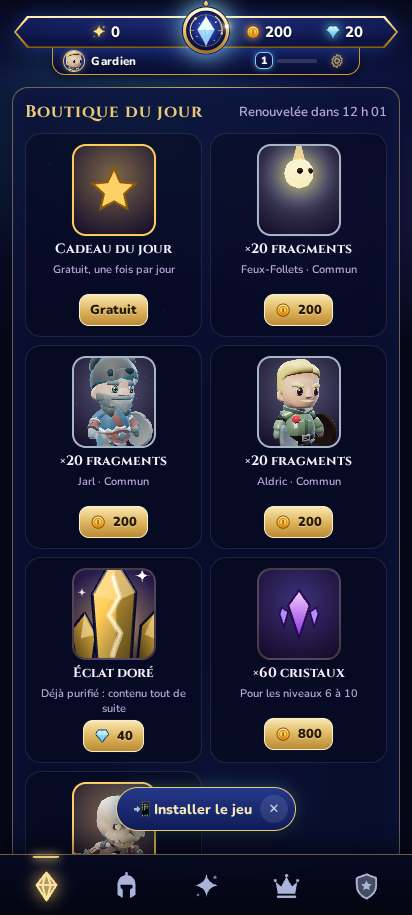 0
200
20
Gardien
1
Boutique du jour
Renouvelée dans 12 h 01
Cadeau du jour
Gratuit, une fois par jour
Gratuit
×20 fragments
Feux-Follets · Commun
200
×20 fragments
Jarl · Commun
200
×20 fragments
Aldric · Commun
200
Éclat doré
Déjà purifié : contenu tout de
suite
40
×60 cristaux
Pour les niveaux 6 à 10
800
Installer le jeu ×